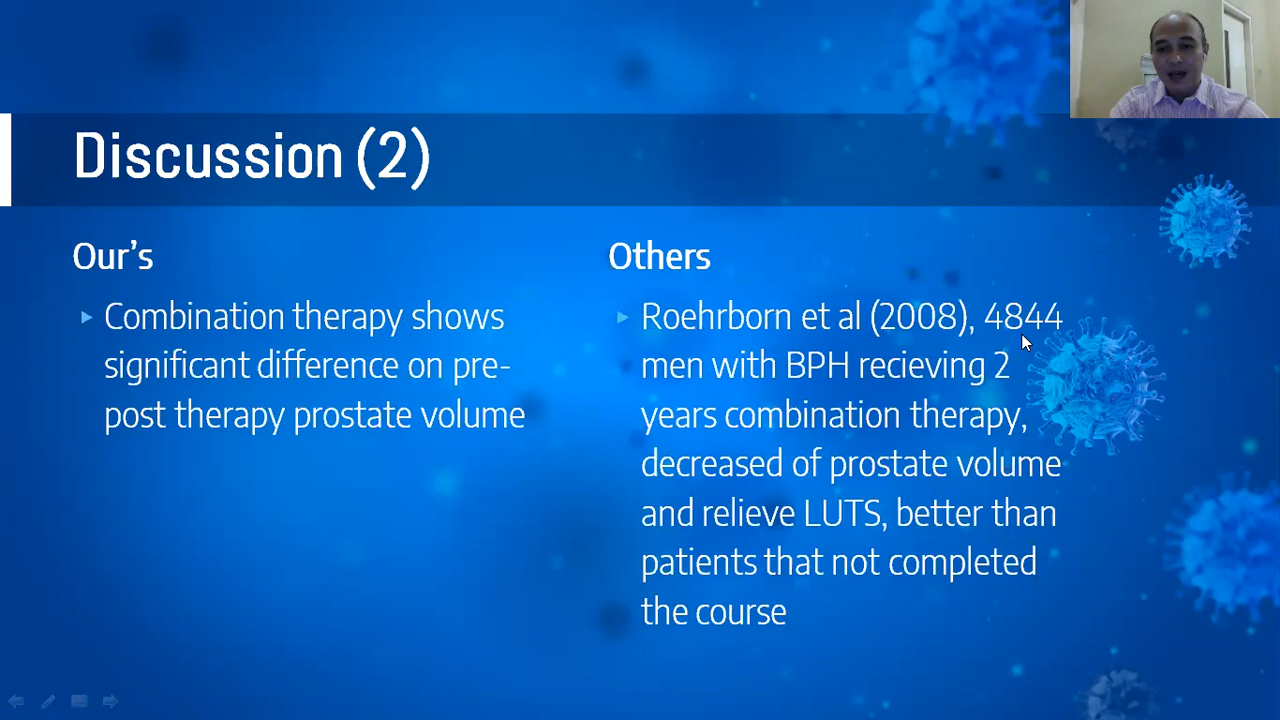 Discussion (2)
Our's
Combination therapy shows
significant difference on pre-
post therapy prostate volume
Others
Roehrborn et al (2008), 4844
men with BPH recieving 2
years combination therapy,
decreased of prostate volume
and relieve LUTS, better than
patients that not completed
the course